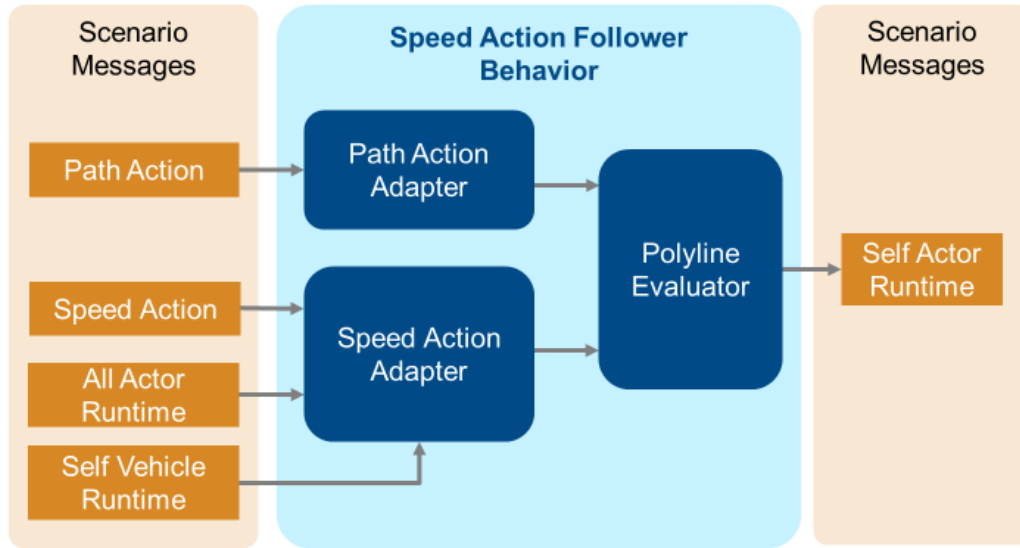 Scenario
Messages
Path Action
Speed Action
All Actor
Runtime
Self Vehicle
Runtime
Speed Action Follower
Behavior
Path Action
Adapter
Speed Action
Adapter
Polyline
Evaluator
Scenario
Messages
Self Actor
Runtime